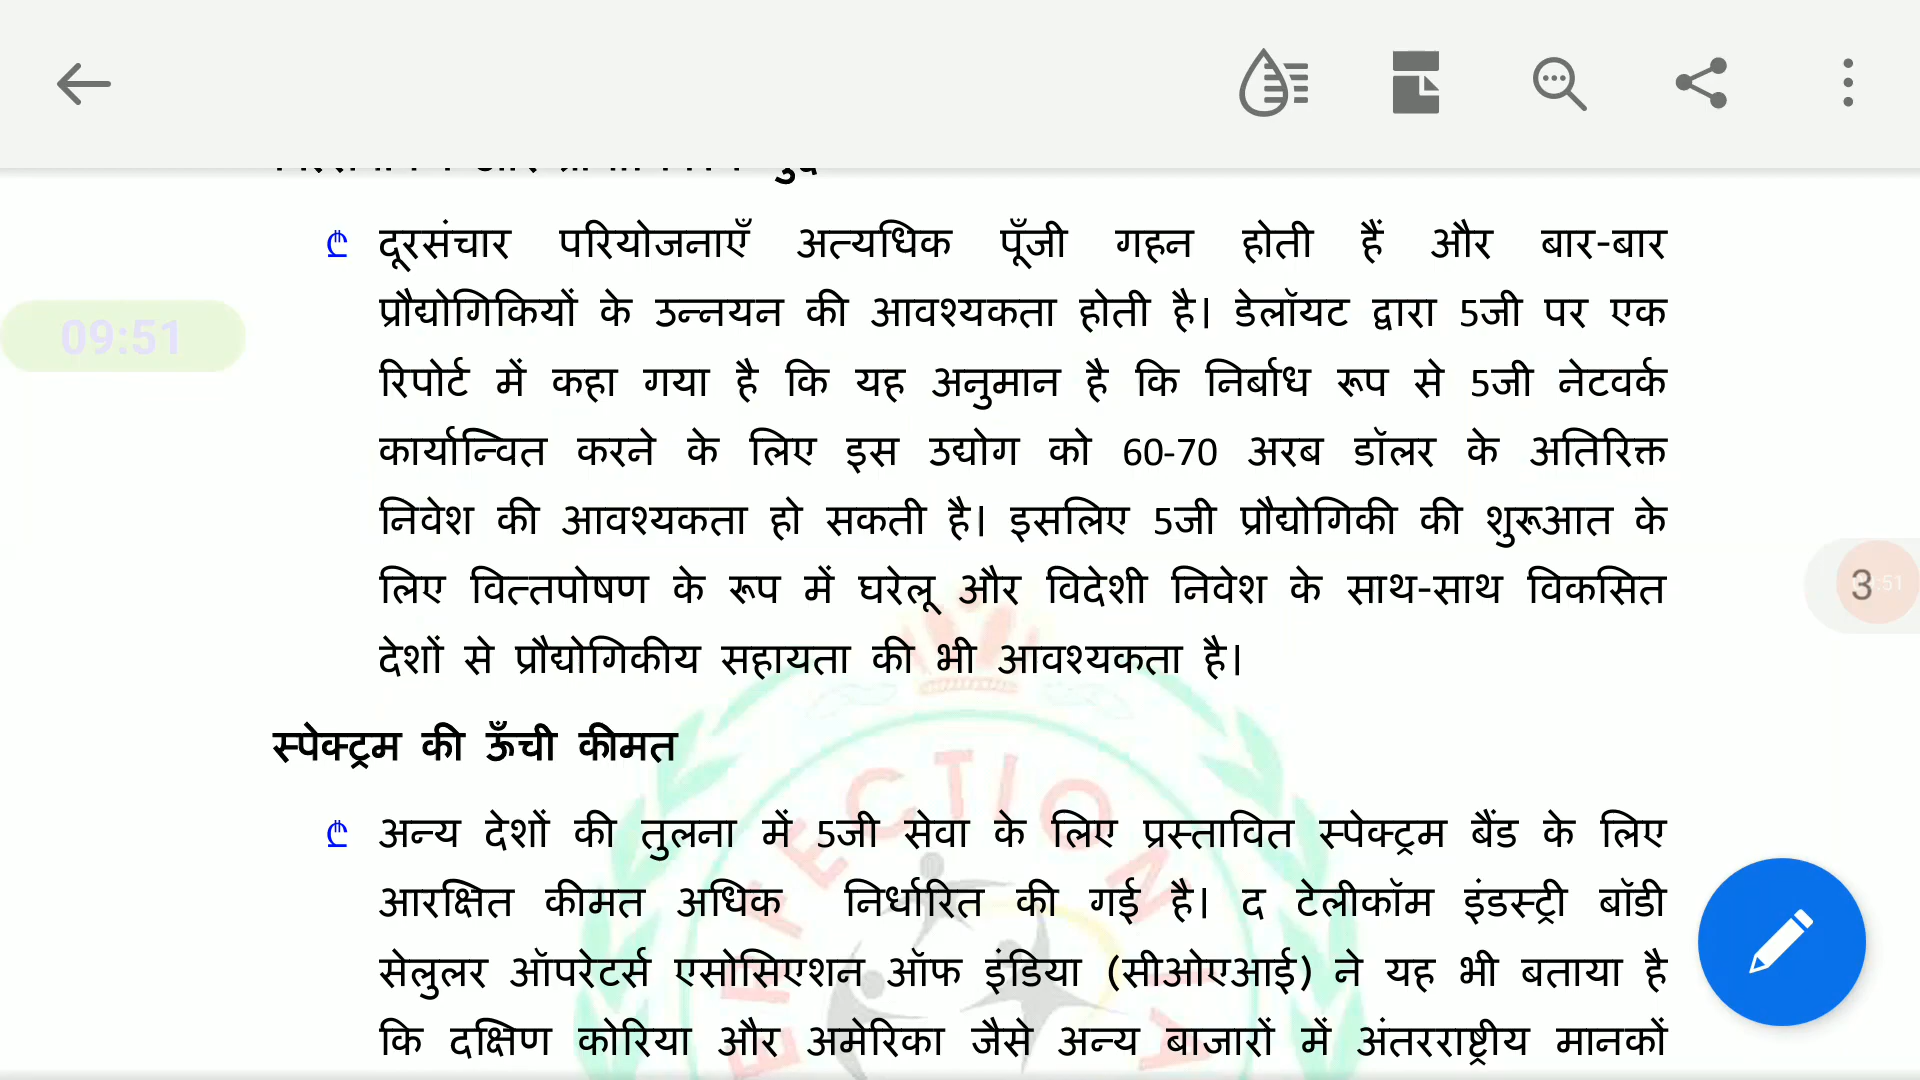 दूरसंचार परियोजनाएँ अत्यधिक पूँजी गहन होती हैं और बार-बार
प्रौद्योगिकियों के उन्नयन की आवश्यकता होती है। डेलॉयट द्वारा 5जी पर एक
09:51
रिपोर्ट में कहा गया है कि यह अनुमान है कि निर्बाध रूप से 5जी नेटवर्क
कार्यान्वित करने के लिए इस उद्योग को 60-70 अरब डॉलर के अतिरिक्त
निवेश की आवश्यकता हो सकती है। इसलिए 5जी प्रौद्योगिकी की शुरूआत के
लिए वित्तपोषण के रूप में घरेलू और विदेशी निवेश के साथ-साथ विकसित
3
देशों से प्रौद्योगिकीय सहायता की भी आवश्यकता है।
स्पेक्ट्रम की ऊँची कीमत
अन्य देशों की तुलना में 5जी सेवा के लिए प्रस्तावित स्पेक्ट्रम बैंड के लिए
आरक्षित कीमत अधिक निर्धारित की गई है। द टेलीकॉम इंडस्ट्री बॉडी
सेलुलर ऑपरेटर्स एसोसिएशन ऑफ इंडिया (सीओएआई) ने यह भी बताया है
कि दक्षिण कोरिया और अमेरिका जैसे अन्य बाजारों में अंतरराष्ट्रीय मानकों